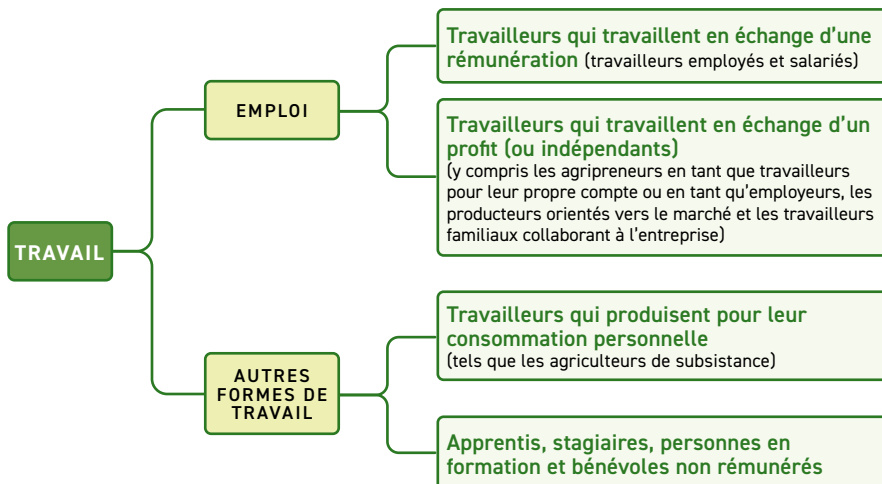 Travailleurs qui travaillent en échange d'une
rémunération (travailleurs employés et salariés)
EMPLOI
Travailleurs qui travaillent en échange d'un
profit (ou indépendants)
(y compris les agripreneurs en tant que travailleurs
pour leur propre compte ou en tant qu'employeurs, les
producteurs orientés vers le marché et les travailleurs
familiaux collaborant à l'entreprise)
TRAVAIL
Travailleurs qui produisent pour leur
consommation personnelle
(tels que les agriculteurs de subsistance)
AUTRES
FORMES DE
TRAVAIL
Apprentis, stagiaires, personnes en
formation et bénévoles non rémunérés